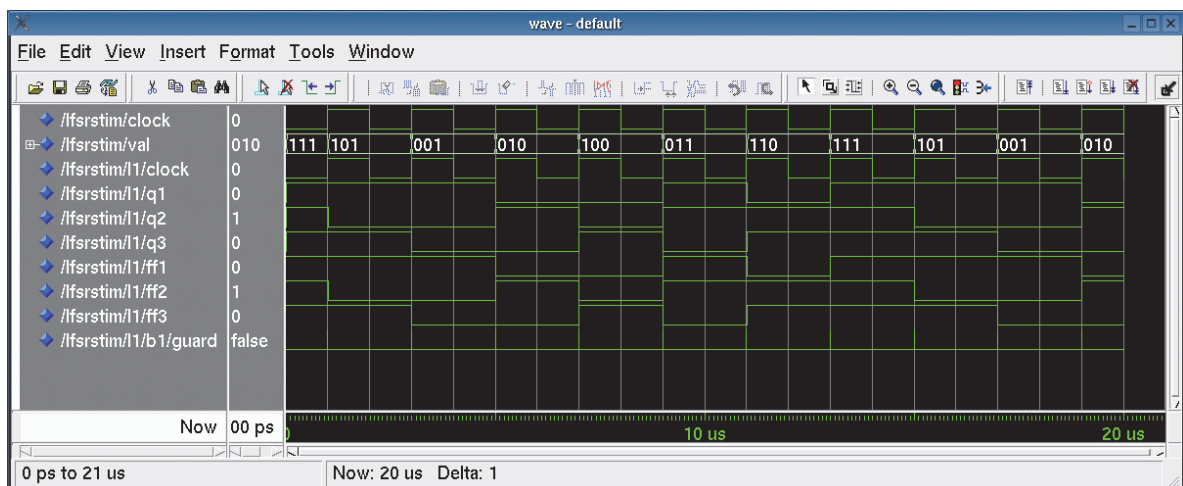 wave - default
File Edit View Insert Format Tools Window
/lfsrstim/clock 0
/lfsrstim/val 010 111 101 001 010 100 011 110 111 101 001 010
/lfsrstim/l1/clock 0
/lfsrstim/l1/q1 0
/lfsrstim/l1/q2 1
/lfsrstim/l1/q3 0
/lfsrstim/l1/ff1 0
/lfsrstim/l1/ff2 1
/lfsrstim/l1/ff3 0
/lfsrstim/l1/b1/guard false
Now 00 ps 0 10 us 20 us
0 ps to 21 us Now: 20 us Delta: 1